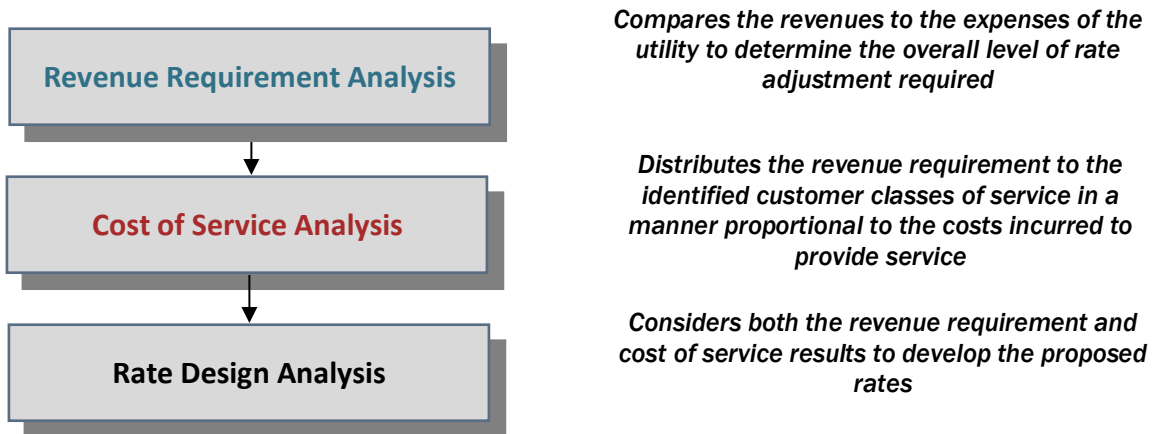 Revenue Requirement Analysis
Compares the revenues to the expenses of the
utility to determine the overall level of rate
adjustment required
Cost of Service Analysis
Distributes the revenue requirement to the
identified customer classes of service in a
manner proportional to the costs incurred to
provide service
Rate Design Analysis
Considers both the revenue requirement and
cost of service results to develop the proposed
rates